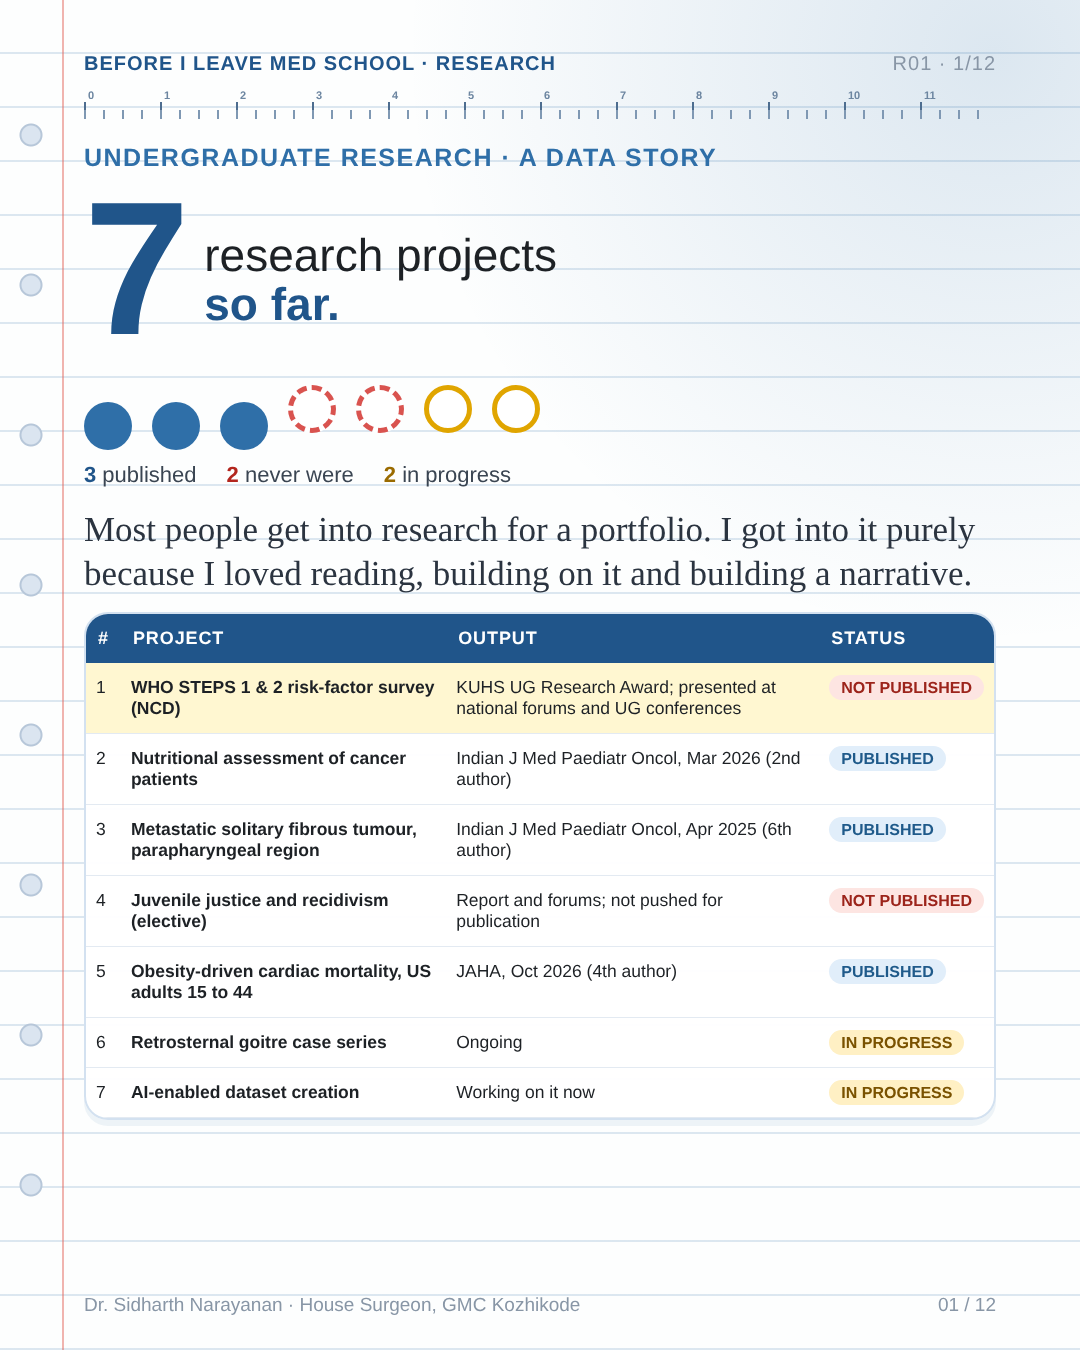 BEFORE I LEAVE MED SCHOOL · RESEARCH
R01 · 1/12
0 1 2 3 4 5 6 7 8 9 10 11
UNDERGRADUATE RESEARCH · A DATA STORY
7
research projects
so far.
3 published 2 never were 2 in progress
Most people get into research for a portfolio. I got into it purely
because I loved reading, building on it and building a narrative.
# PROJECT OUTPUT STATUS
1 WHO STEPS 1 & 2 risk-factor survey KUHS UG Research Award; presented at NOT PUBLISHED
(NCD) national forums and UG conferences
2 Nutritional assessment of cancer Indian J Med Paediatr Oncol, Mar 2026 (2nd PUBLISHED
patients author)
3 Metastatic solitary fibrous tumour, Indian J Med Paediatr Oncol, Apr 2025 (6th PUBLISHED
parapharyngeal region author)
4 Juvenile justice and recidivism Report and forums; not pushed for NOT PUBLISHED
(elective) publication
5 Obesity-driven cardiac mortality, US JAHA, Oct 2026 (4th author) PUBLISHED
adults 15 to 44
6 Retrosternal goitre case series Ongoing IN PROGRESS
7 AI-enabled dataset creation Working on it now IN PROGRESS
Dr. Sidharth Narayanan · House Surgeon, GMC Kozhikode 01 / 12